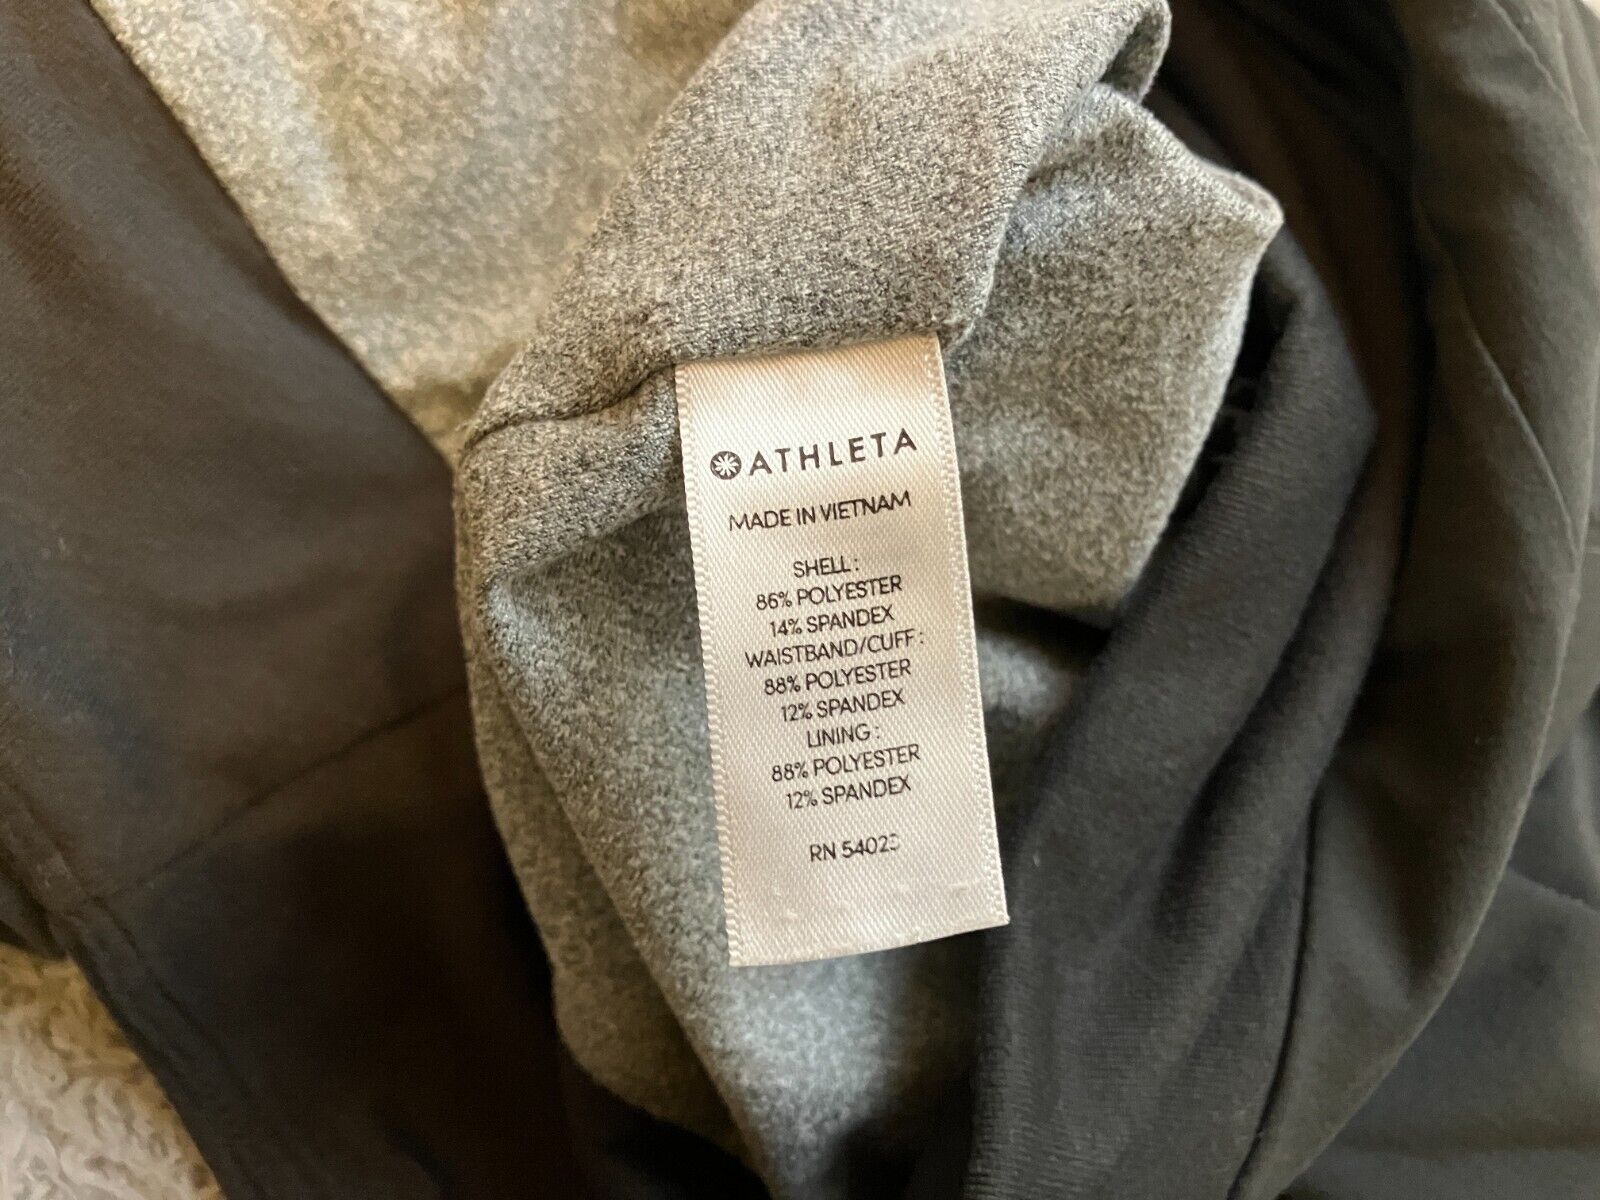 ATHLETA
MADE IN VIETNAM
SHELL :
86% POLYESTER
14% SPANDEX
WAISTBAND/CUFF :
88% POLYESTER
12% SPANDEX
LINING :
88% POLYESTER
12% SPANDEX
RN